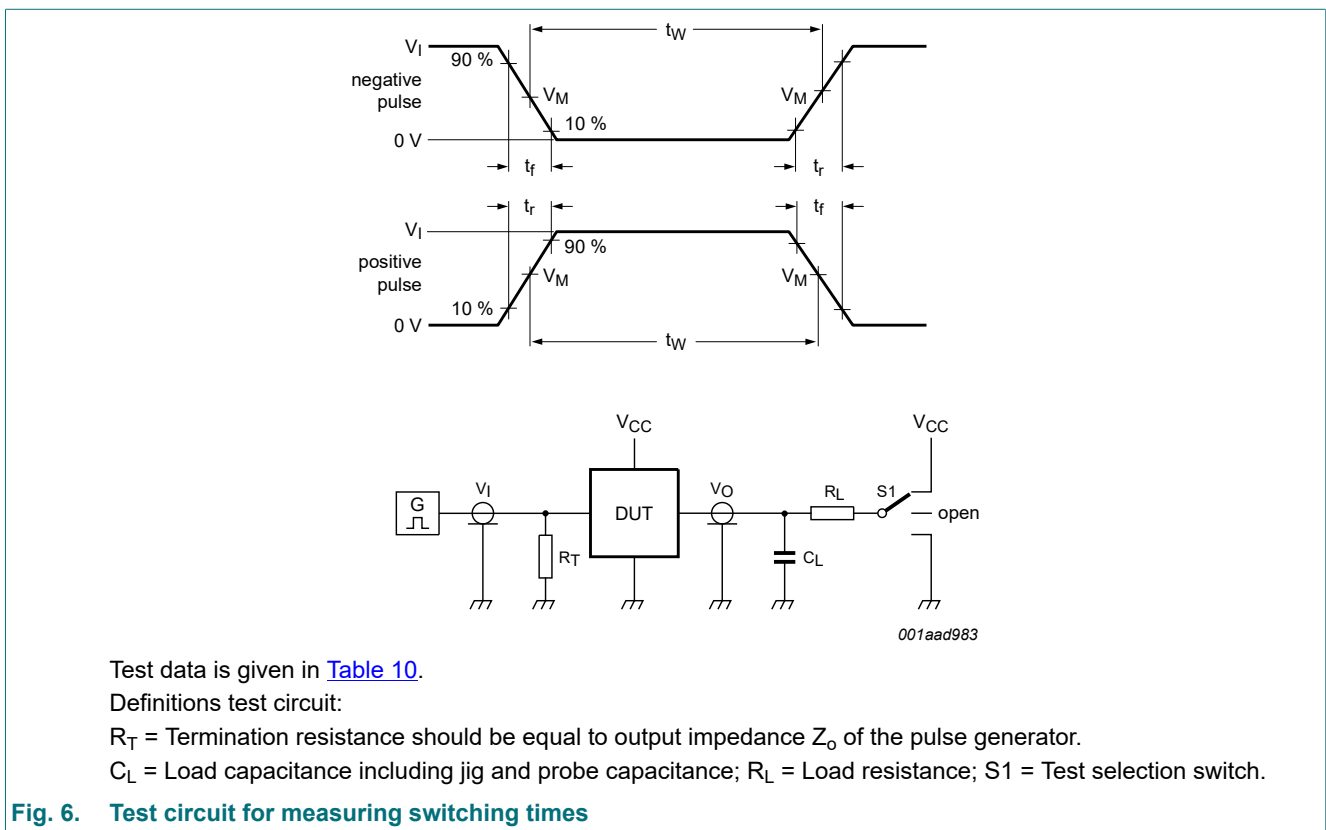 tW
VI
90 %
negative
pulse
VM
VM
10 %
0 V
tf
tr
tr
tf
VI
90 %
positive
pulse
VM
VM
10 %
0 V
tW
VCC
VCC
G
VI
DUT
VO
RL
S1
open
RT
CL
001aad983
Test data is given in Table 10.
Definitions test circuit:
RT = Termination resistance should be equal to output impedance Zo of the pulse generator.
CL = Load capacitance including jig and probe capacitance; RL = Load resistance; S1 = Test selection switch.
Fig. 6. Test circuit for measuring switching times